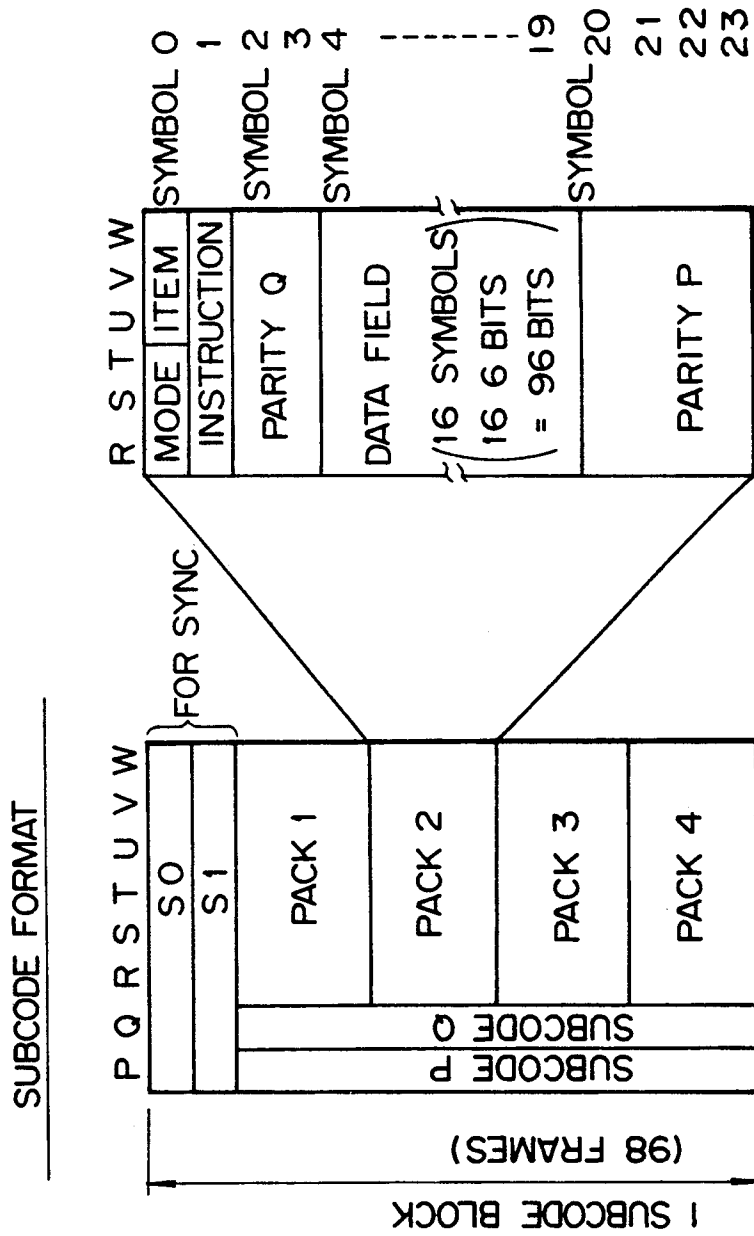 SUBCODE FORMAT
P Q R S T U V W
S0
S1
FOR SYNC
PACK 1
PACK 2
PACK 3
PACK 4
SUBCODE P
SUBCODE Q
1 SUBCODE BLOCK
(98 FRAMES)
R S T U V W
MODE ITEM
INSTRUCTION
PARITY Q
DATA FIELD
(16 SYMBOLS
16 6 BITS
= 96 BITS)
PARITY P
SYMBOL 0
1
SYMBOL 2
3
SYMBOL 4
19
SYMBOL 20
21
22
23